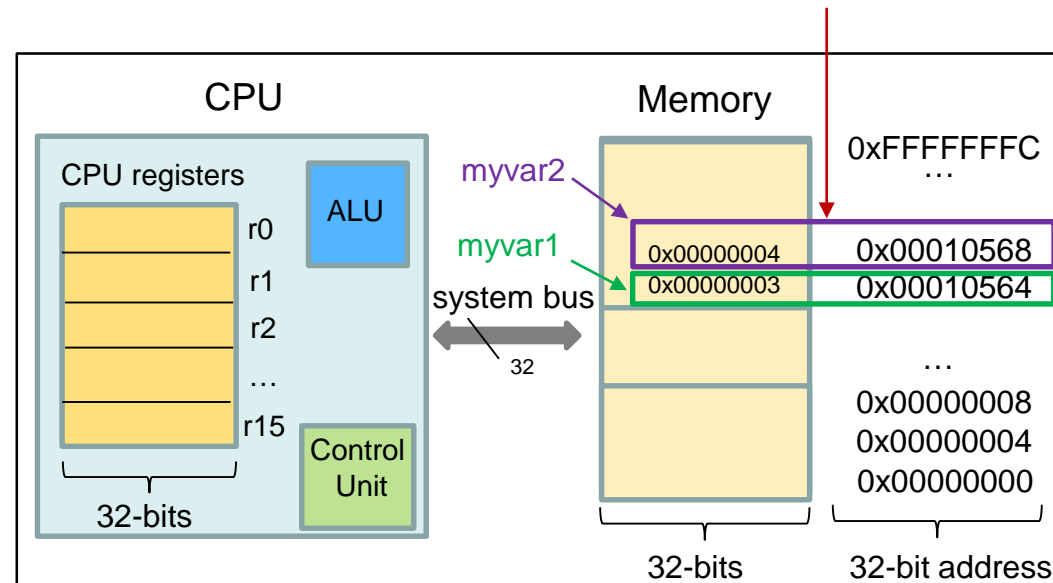 CPU
Memory
CPU registers
ALU
r0
r1
r2
...
r15
32-bits
Control
Unit
system bus
32
myvar2
myvar1
0x00000004
0x00000003
32-bits
0xFFFFFFFC
...
0x00010568
0x00010564
...
0x00000008
0x00000004
0x00000000
32-bit address